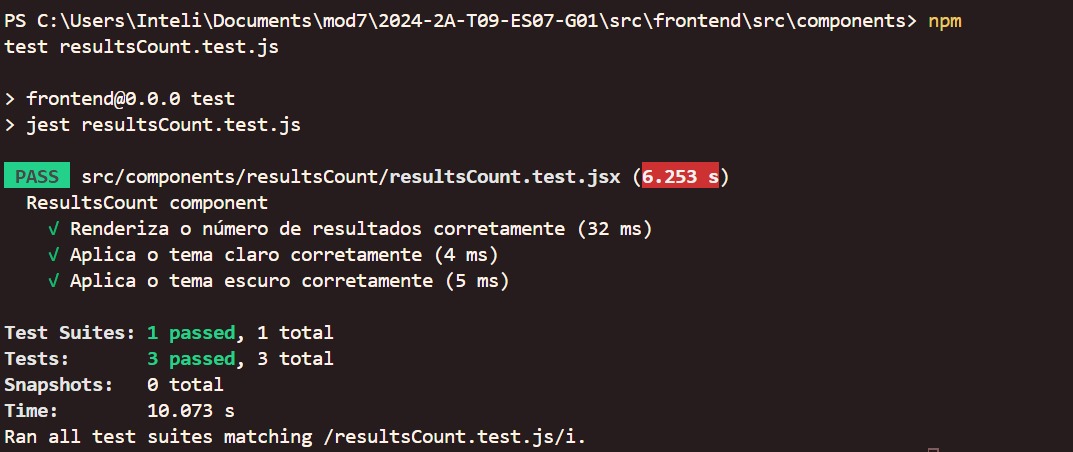 PS C:\Users\Inteli\Documents\mod7\2024-2A-T09-ES07-G01\src\frontend\src\components> npm
test resultsCount.test.js
> frontend@0.0.0 test
> jest resultsCount.test.js
PASS src/components/resultsCount/resultsCount.test.jsx (6.253 s)
ResultsCount component
√ Renderiza o número de resultados corretamente (32 ms)
√ Aplica o tema claro corretamente (4 ms)
√ Aplica o tema escuro corretamente (5 ms)
Test Suites: 1 passed, 1 total
Tests: 3 passed, 3 total
Snapshots: 0 total
Time: 10.073 s
Ran all test suites matching /resultsCount.test.js/i.